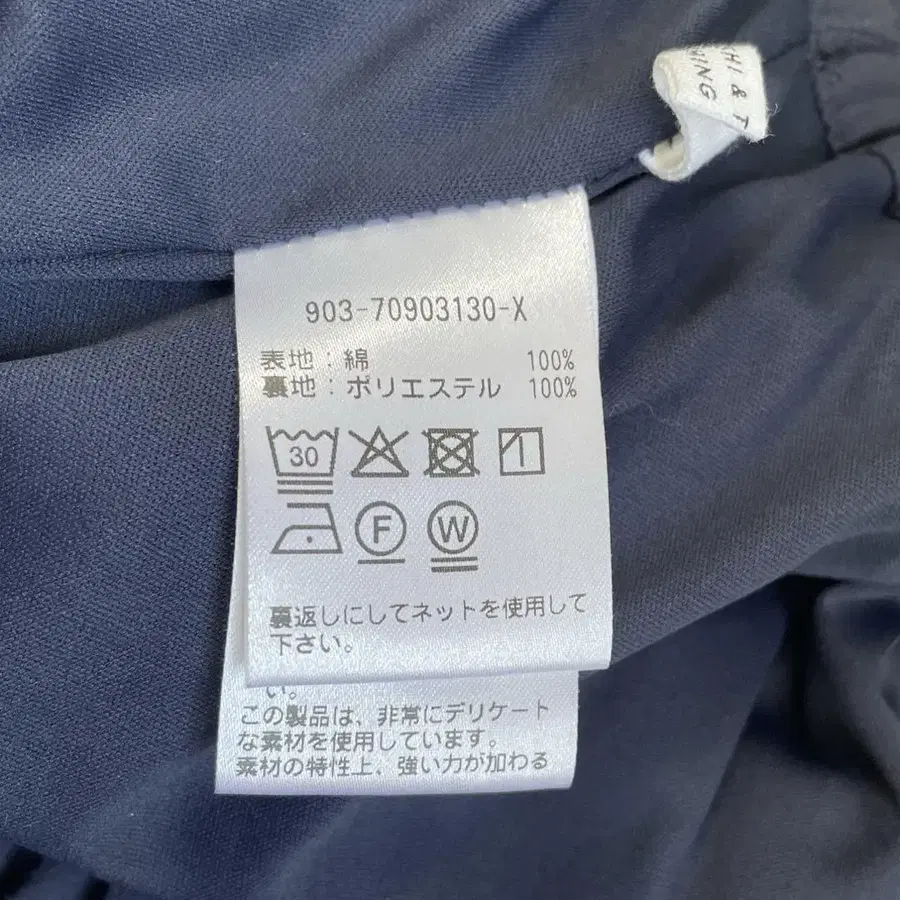 KHI & T
HING
903-70903130-X
表地：綿 100%
裏地：ポリエステル 100%
30
F
W
裏返しにしてネットを使用して
下さい。
い。
この製品は、非常にデリケート
な素材を使用しています。
素材の特性上、強い力が加わる